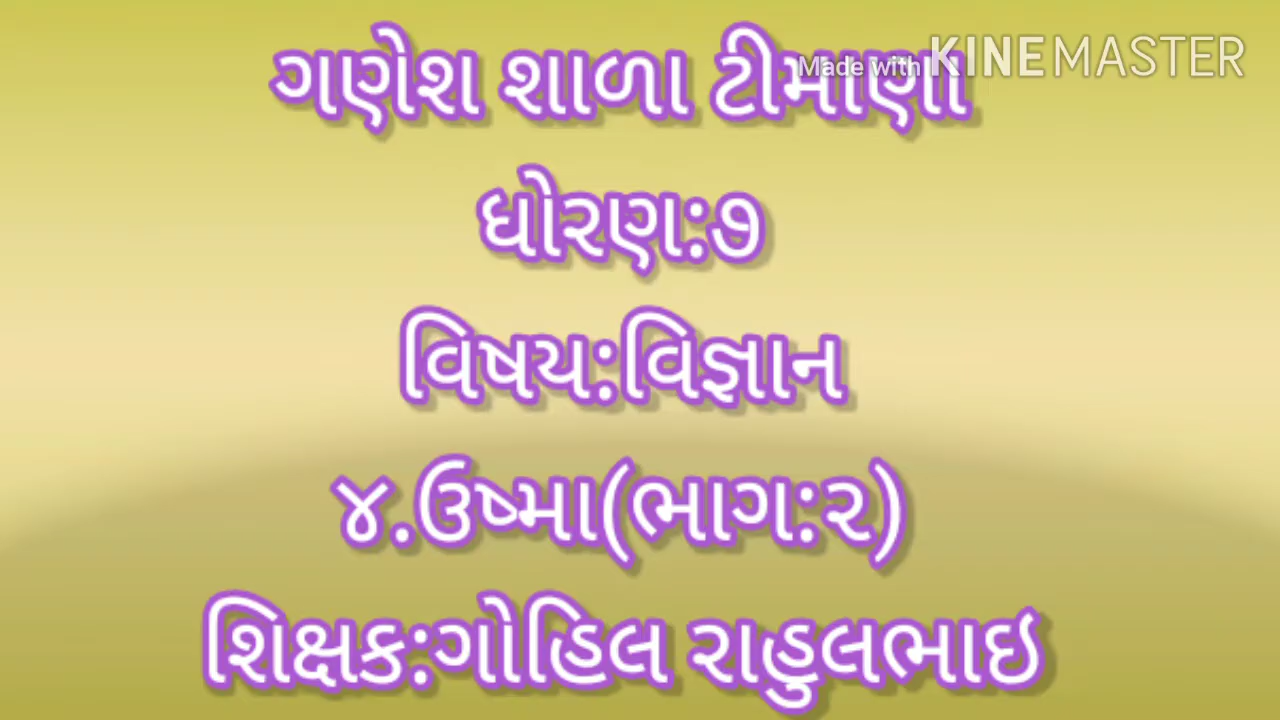 ગણેશ શાળા ટીમાણા
Made with KINEMASTER
ધોરણ:૭
વિષય:વિજ્ઞાન
૪.ઉષ્મા(ભાગ:૨)
શિક્ષક:ગોહિલ રાહુલભાઇ